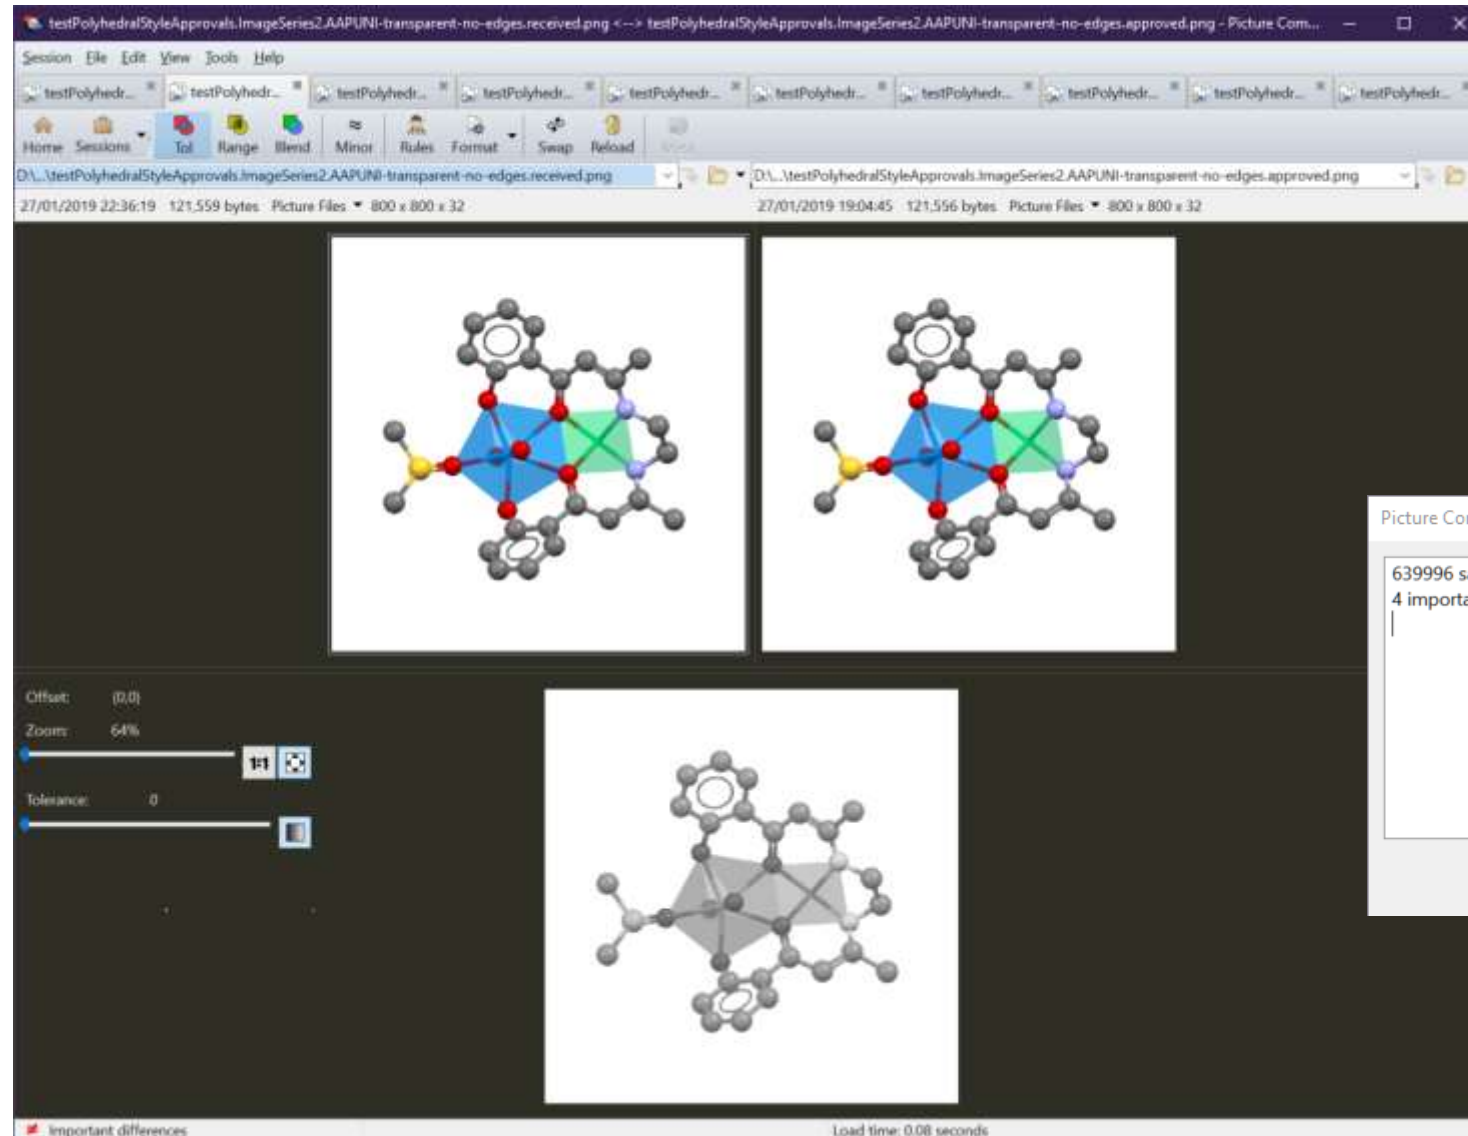 testPolyhedralStyleApprovals.ImageSeries2.AAPUNI-transparent-no-edges.received.png <--> testPolyhedralStyleApprovals.ImageSeries2.AAPUNI-transparent-no-edges.approved.png - Picture Com...
Session File Edit View Tools Help
testPolyhedr... testPolyhedr... testPolyhedr... testPolyhedr... testPolyhedr... testPolyhedr... testPolyhedr... testPolyhedr... testPolyhedr... testPolyhedr...
Home Sessions Tol Range Blend Minor Rules Format Swap Reload
D:\...\testPolyhedralStyleApprovals.ImageSeries2.AAPUNI-transparent-no-edges.received.png D:\...\testPolyhedralStyleApprovals.ImageSeries2.AAPUNI-transparent-no-edges.approved.png
27/01/2019 22:36:19 121,559 bytes Picture Files 800 x 800 x 32 27/01/2019 19:04:45 121,556 bytes Picture Files 800 x 800 x 32
Picture Co
639996 s
4 importa
Offset: (0,0)
Zoom: 64%
1:1
Tolerance: 0
Important differences Load time: 0.08 seconds